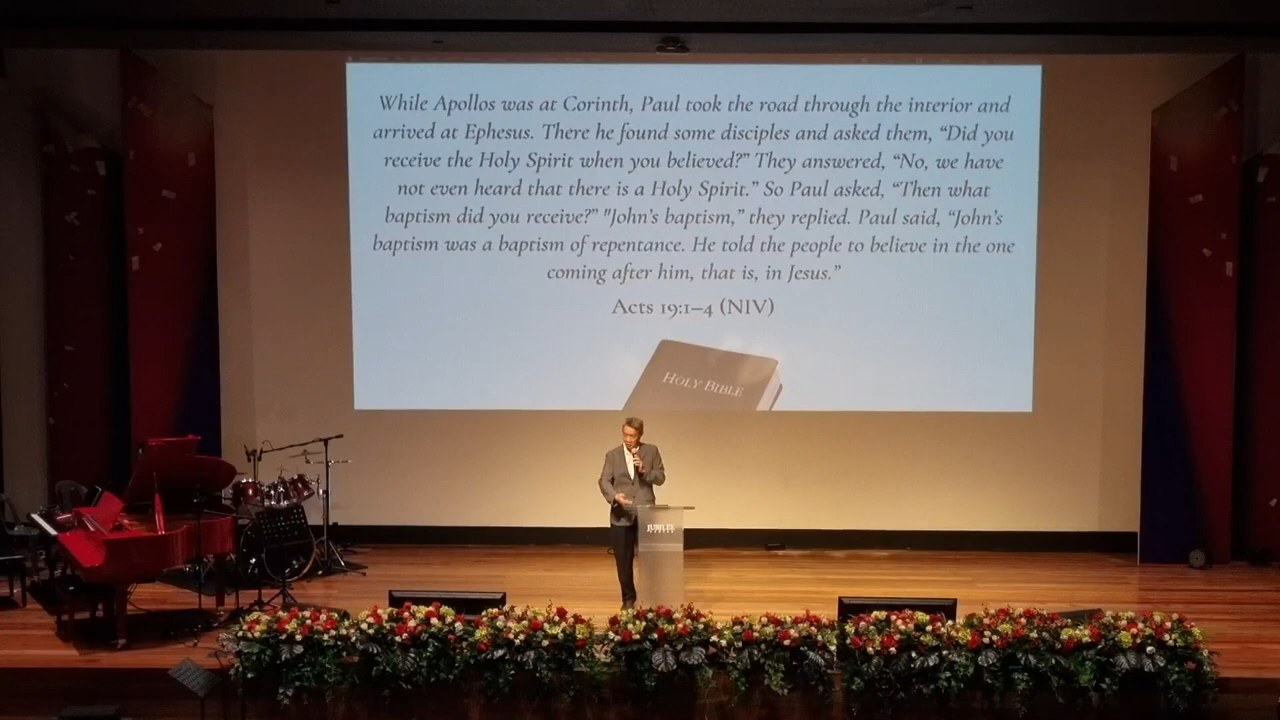 While Apollos was at Corinth, Paul took the road through the interior and
arrived at Ephesus. There he found some disciples and asked them, “Did you
receive the Holy Spirit when you believed?” They answered, “No, we have
not even heard that there is a Holy Spirit.” So Paul asked, “Then what
baptism did you receive?” "John’s baptism,” they replied. Paul said, “John’s
baptism was a baptism of repentance. He told the people to believe in the one
coming after him, that is, in Jesus.”
Acts 19:1–4 (NIV)
HOLY BIBLE
JUBILEE